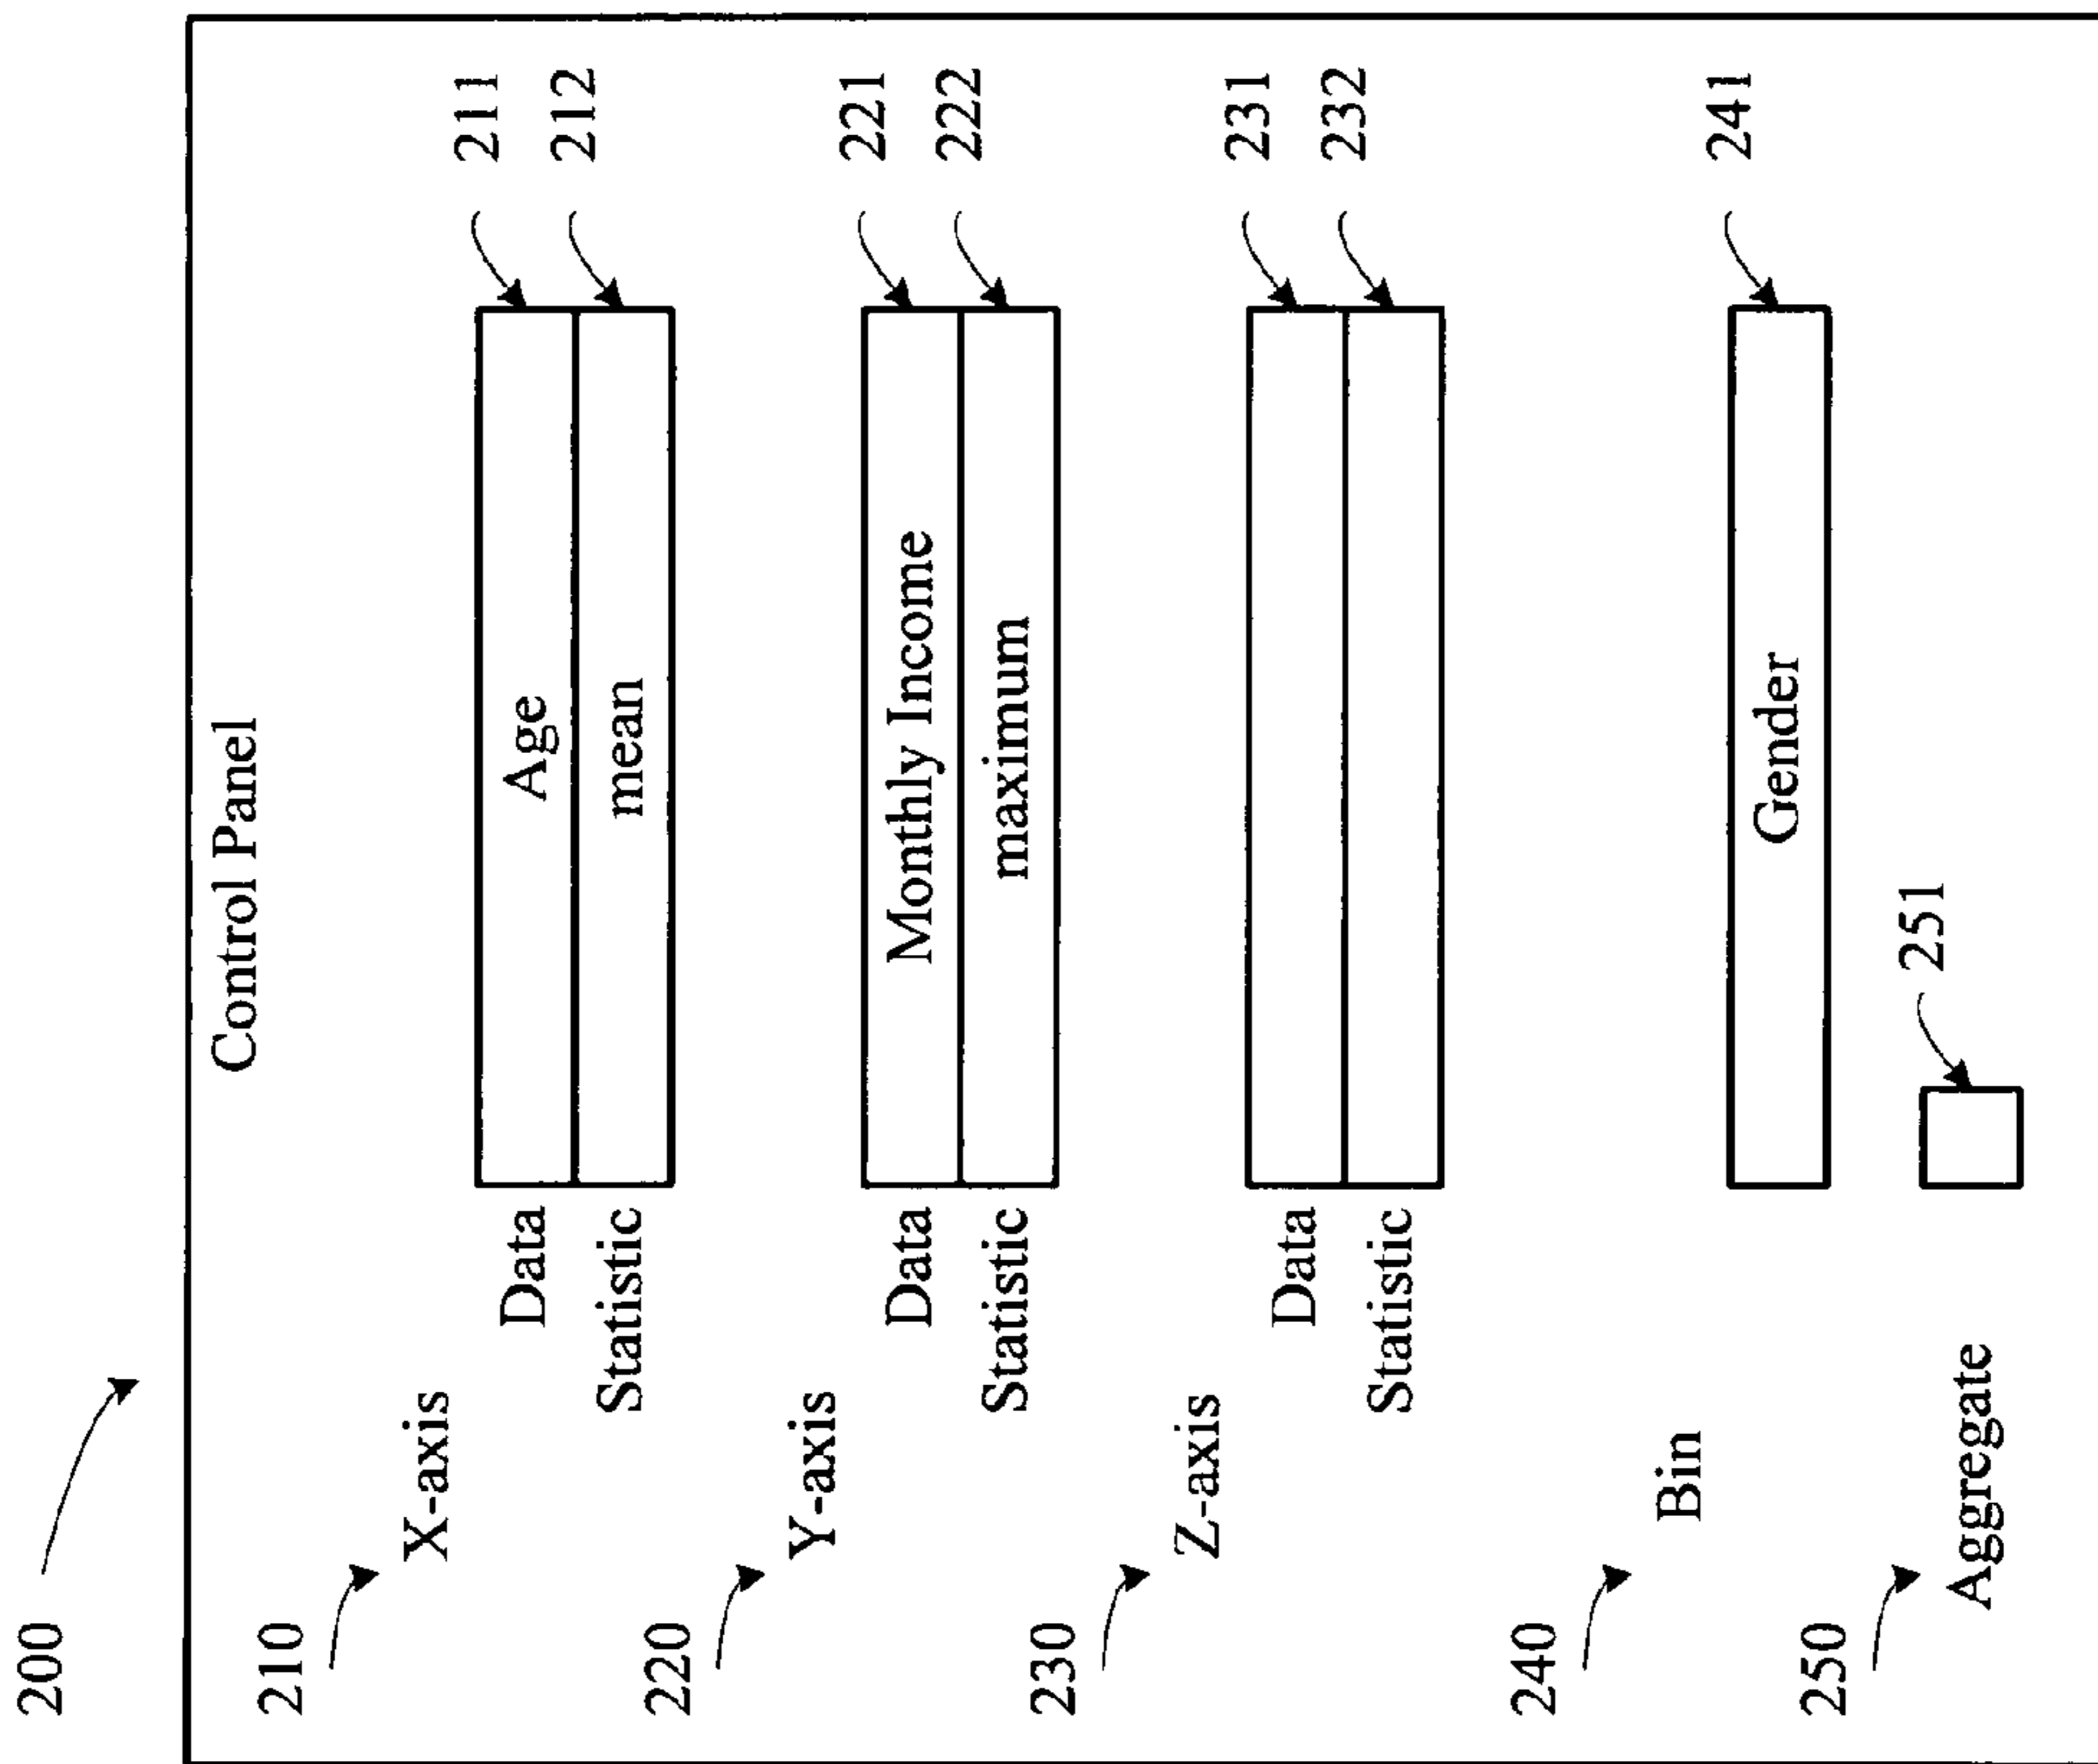 200
Control Panel
210
X-axis
Data Age 211
Statistic mean 212
220
Y-axis
Data Monthly Income 221
Statistic maximum 222
230
Z-axis
Data 231
Statistic 232
240
Bin
Gender 241
250
Aggregate 251